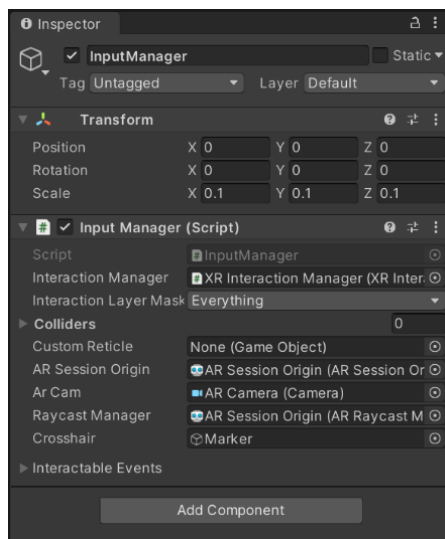 Inspector
InputManager Static
Tag Untagged Layer Default
Transform
Position X 0 Y 0 Z 0
Rotation X 0 Y 0 Z 0
Scale X 0.1 Y 0.1 Z 0.1
# Input Manager (Script)
Script # InputManager
Interaction Manager # XR Interaction Manager (XR Inter
Interaction Layer Mask Everything
Colliders 0
Custom Reticle None (Game Object)
AR Session Origin AR Session Origin (AR Session Or
Ar Cam AR Camera (Camera)
Raycast Manager AR Session Origin (AR Raycast M
Crosshair Marker
Interactable Events
Add Component